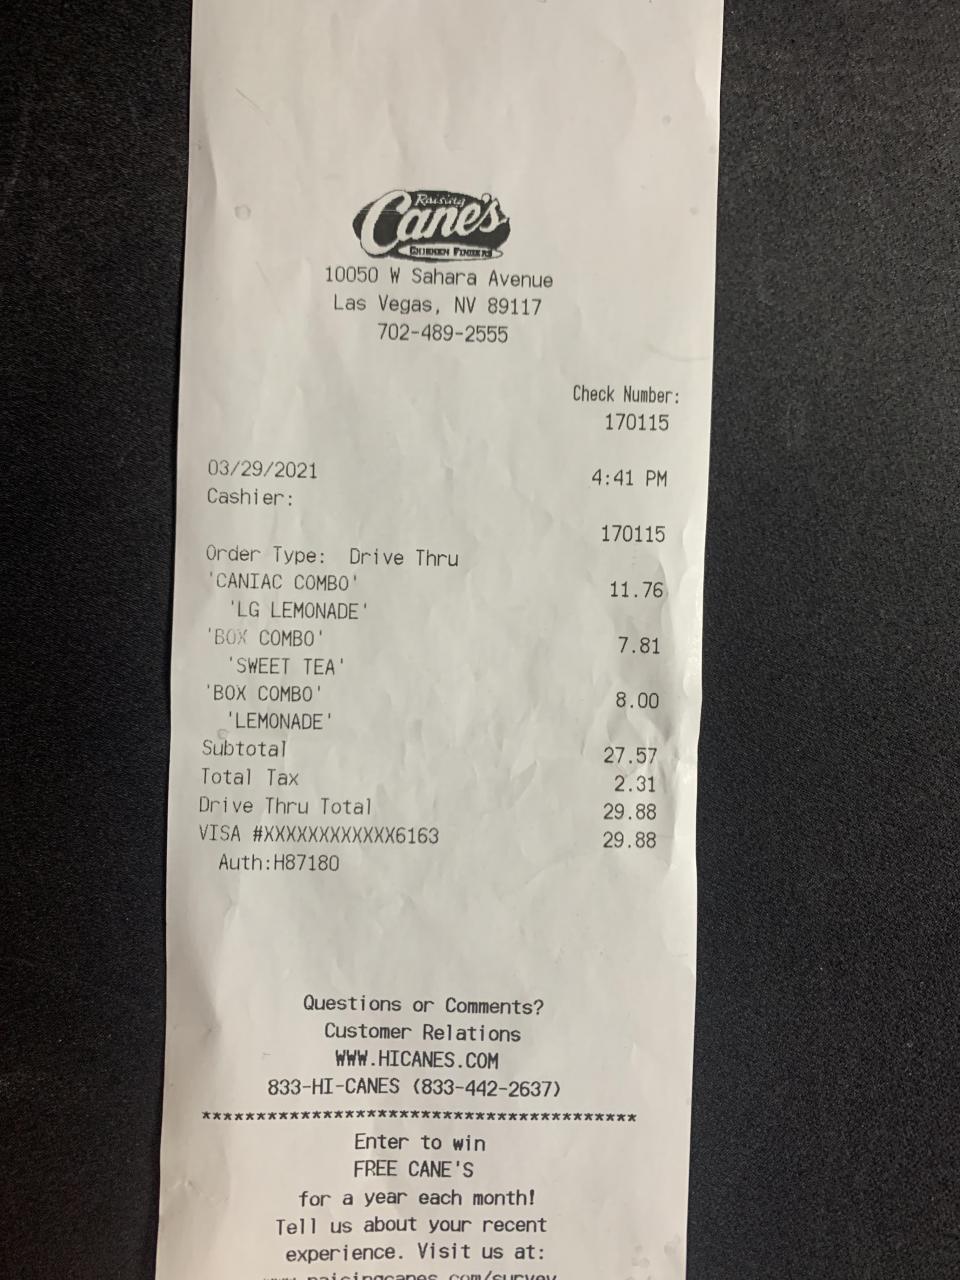 Raising
Cane's
CHICKEN FINGERS
10050 W Sahara Avenue
Las Vegas, NV 89117
702-489-2555
Check Number:
170115
03/29/2021 4:41 PM
Cashier:
170115
Order Type: Drive Thru
'CANIAC COMBO' 11.76
'LG LEMONADE'
'BOX COMBO' 7.81
'SWEET TEA'
'BOX COMBO' 8.00
'LEMONADE'
Subtotal 27.57
Total Tax 2.31
Drive Thru Total 29.88
VISA #XXXXXXXXXXXX6163 29.88
Auth:H87180
Questions or Comments?
Customer Relations
WWW.HICANES.COM
833-HI-CANES (833-442-2637)
****************************************
Enter to win
FREE CANE'S
for a year each month!
Tell us about your recent
experience. Visit us at:
www.raisingcanes.com/survey